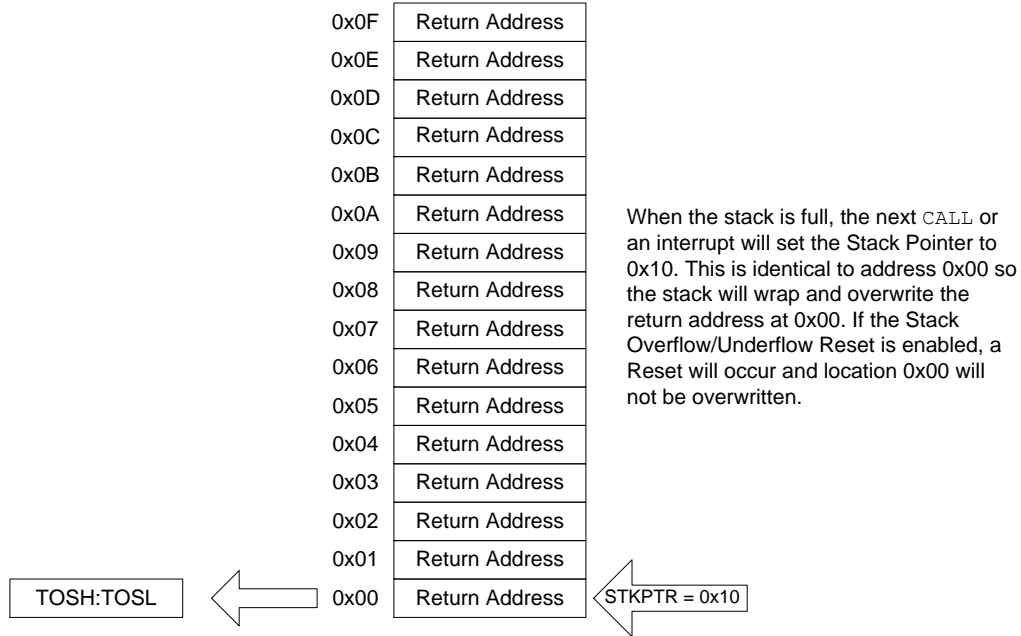 0x0F Return Address
0x0E Return Address
0x0D Return Address
0x0C Return Address
0x0B Return Address
0x0A Return Address
0x09 Return Address
0x08 Return Address
0x07 Return Address
0x06 Return Address
0x05 Return Address
0x04 Return Address
0x03 Return Address
0x02 Return Address
0x01 Return Address
TOSH:TOSL 0x00 Return Address STKPTR = 0x10
When the stack is full, the next CALL or
an interrupt will set the Stack Pointer to
0x10. This is identical to address 0x00 so
the stack will wrap and overwrite the
return address at 0x00. If the Stack
Overflow/Underflow Reset is enabled, a
Reset will occur and location 0x00 will
not be overwritten.